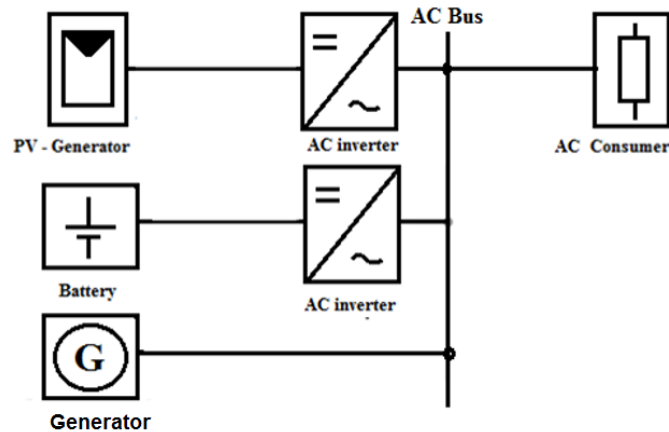 AC Bus
PV - Generator
AC inverter
AC Consumer
Battery
AC inverter
G
Generator